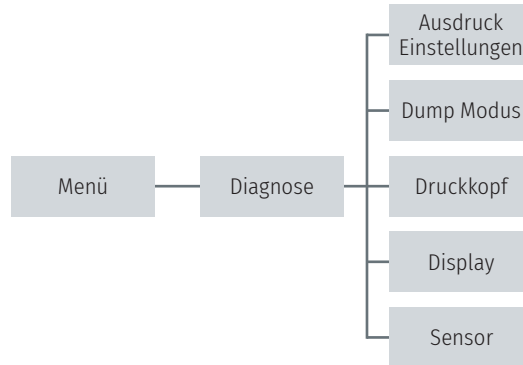 Menü
Diagnose
Ausdruck
Einstellungen
Dump Modus
Druckkopf
Display
Sensor